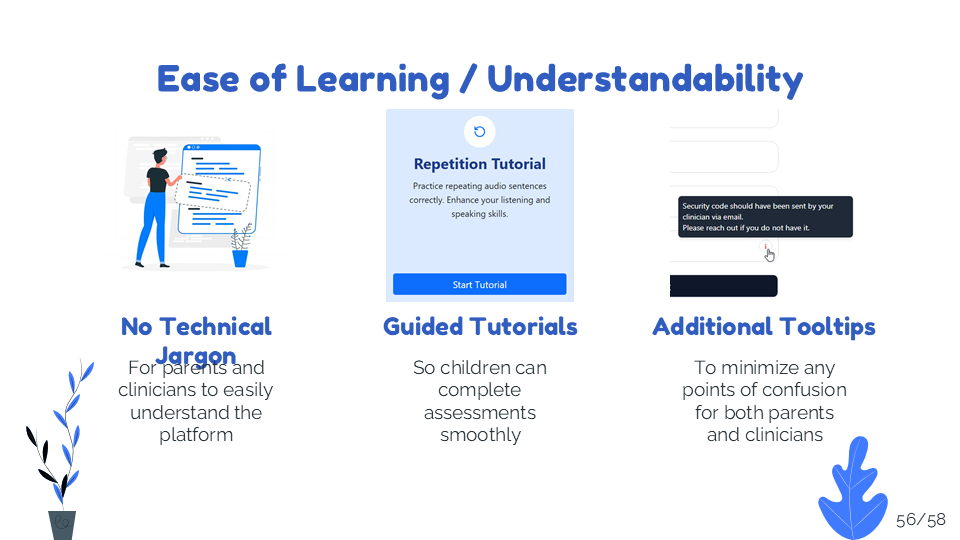 Ease of Learning / Understandability
Repetition Tutorial
Practice repeating audio sentences
correctly. Enhance your listening and
speaking skills.
Start Tutorial
Security code should have been sent by your
clinician via email.
Please reach out if you do not have it.
No Technical
Jargon
For parents and
clinicians to easily
understand the
platform
Guided Tutorials
So children can
complete
assessments
smoothly
Additional Tooltips
To minimize any
points of confusion
for both parents
and clinicians
56/58